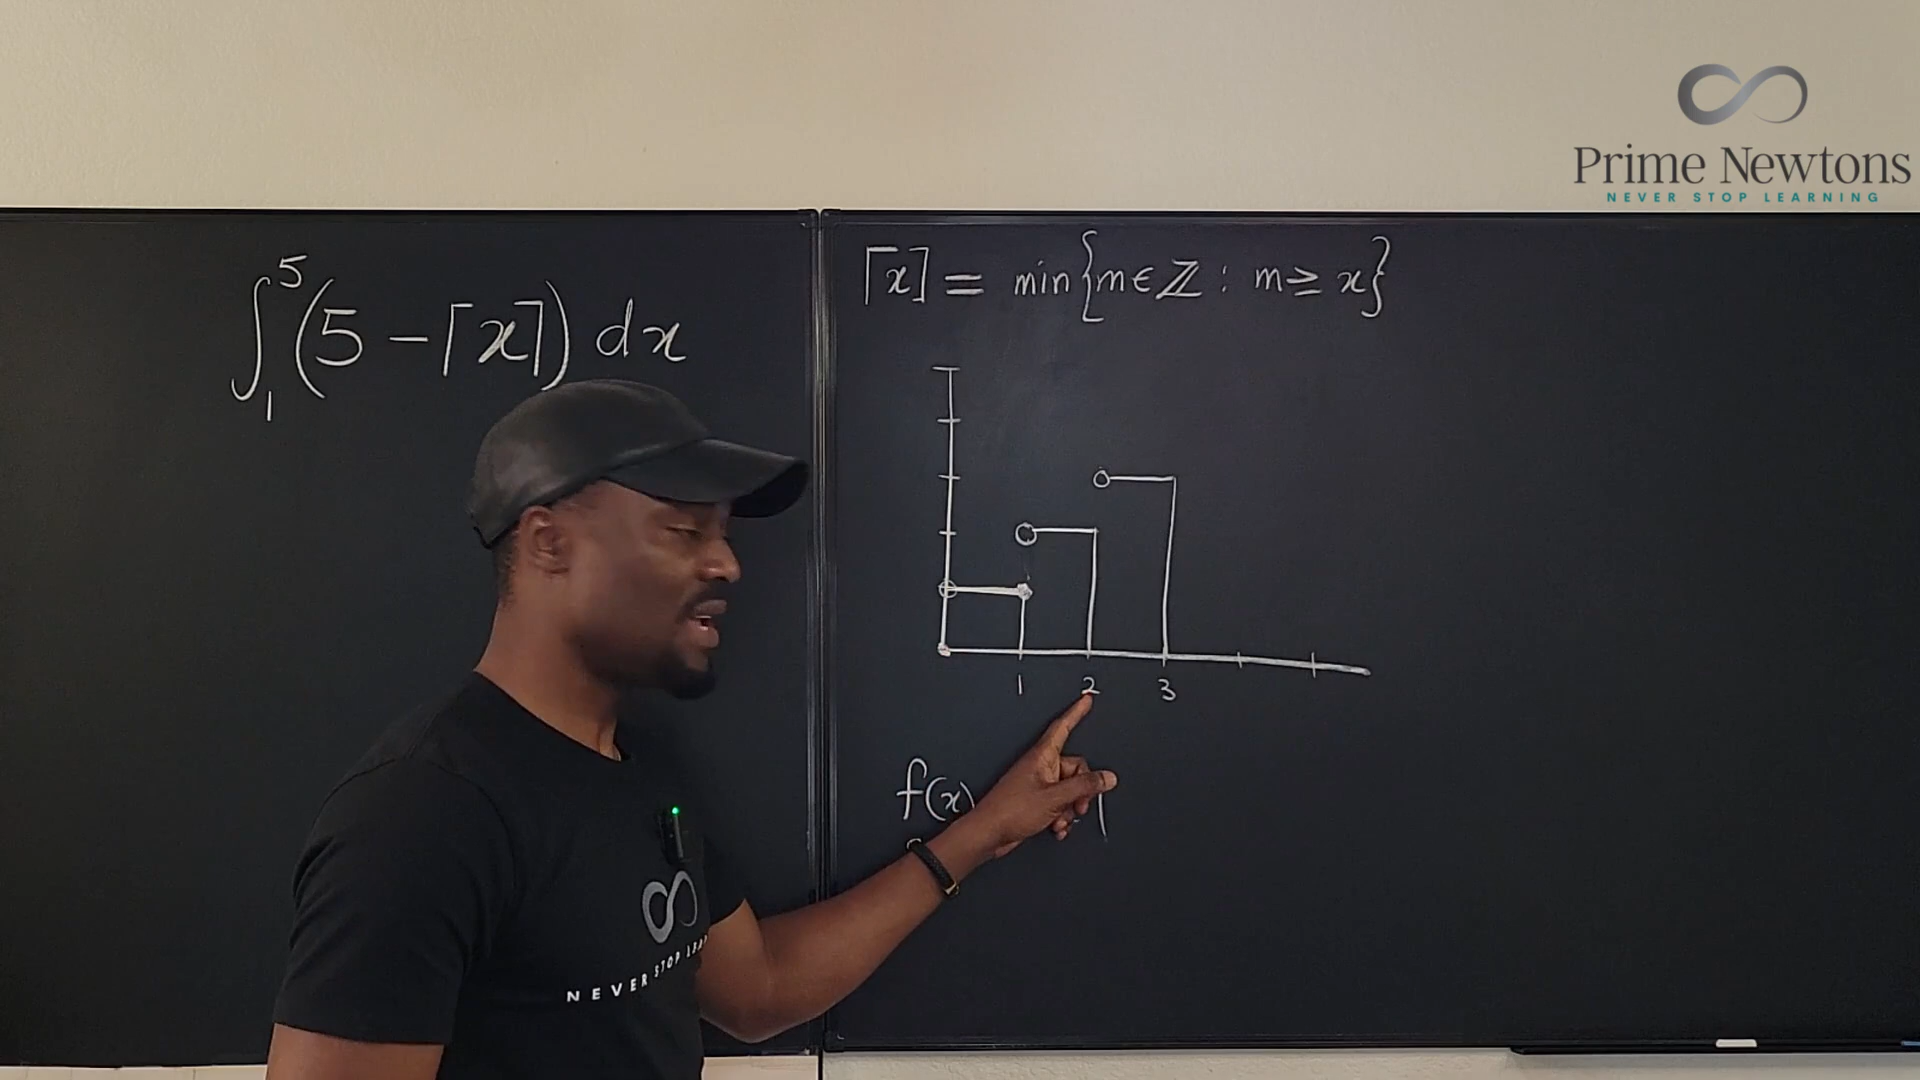 Prime Newtons
NEVER STOP LEARNING
∫₁⁵(5 − ⌈x⌉) dx
⌈x⌉ = min{m ∈ ℤ : m ≥ x}
1 2 3
f(x)
NEVER STOP